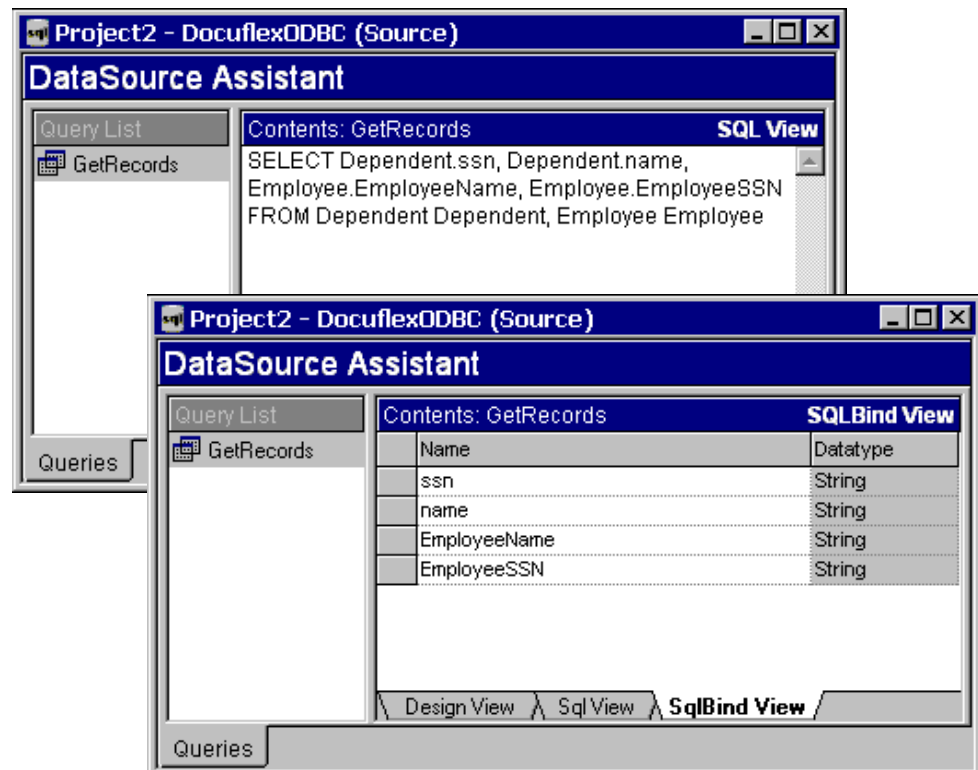 Project2 - DocuflexODBC (Source)
DataSource Assistant
Query List
GetRecords
Contents: GetRecords SQL View
SELECT Dependent.ssn, Dependent.name,
Employee.EmployeeName, Employee.EmployeeSSN
FROM Dependent Dependent, Employee Employee
Queries
Project2 - DocuflexODBC (Source)
DataSource Assistant
Query List
GetRecords
Contents: GetRecords SQLBind View
Name Datatype
ssn String
name String
EmployeeName String
EmployeeSSN String
Design View Sql View SqlBind View
Queries